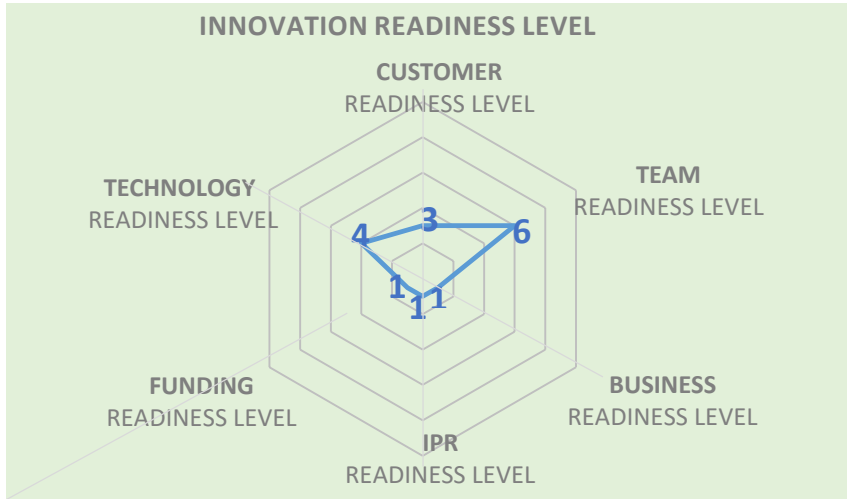 INNOVATION READINESS LEVEL
CUSTOMER
READINESS LEVEL
TEAM
READINESS LEVEL
TECHNOLOGY
READINESS LEVEL
3
6
4
1
1
1
FUNDING
READINESS LEVEL
BUSINESS
READINESS LEVEL
IPR
READINESS LEVEL